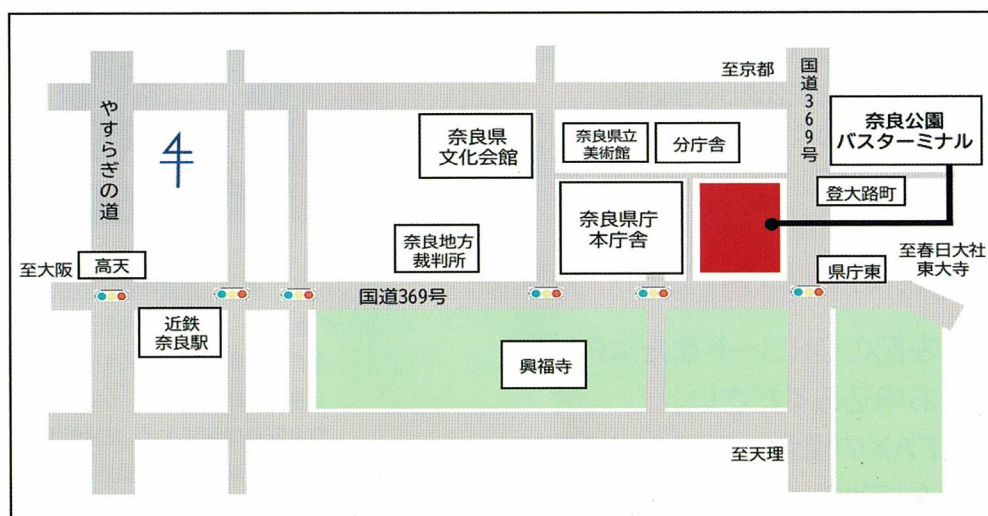 至京都
国道369号
奈良公園
バスターミナル
やすらぎの道
奈良県
文化会館
奈良県立
美術館
分庁舎
登大路町
奈良県庁
本庁舎
奈良地方
裁判所
至大阪
高天
県庁東
至春日大社
東大寺
国道369号
近鉄
奈良駅
興福寺
至天理